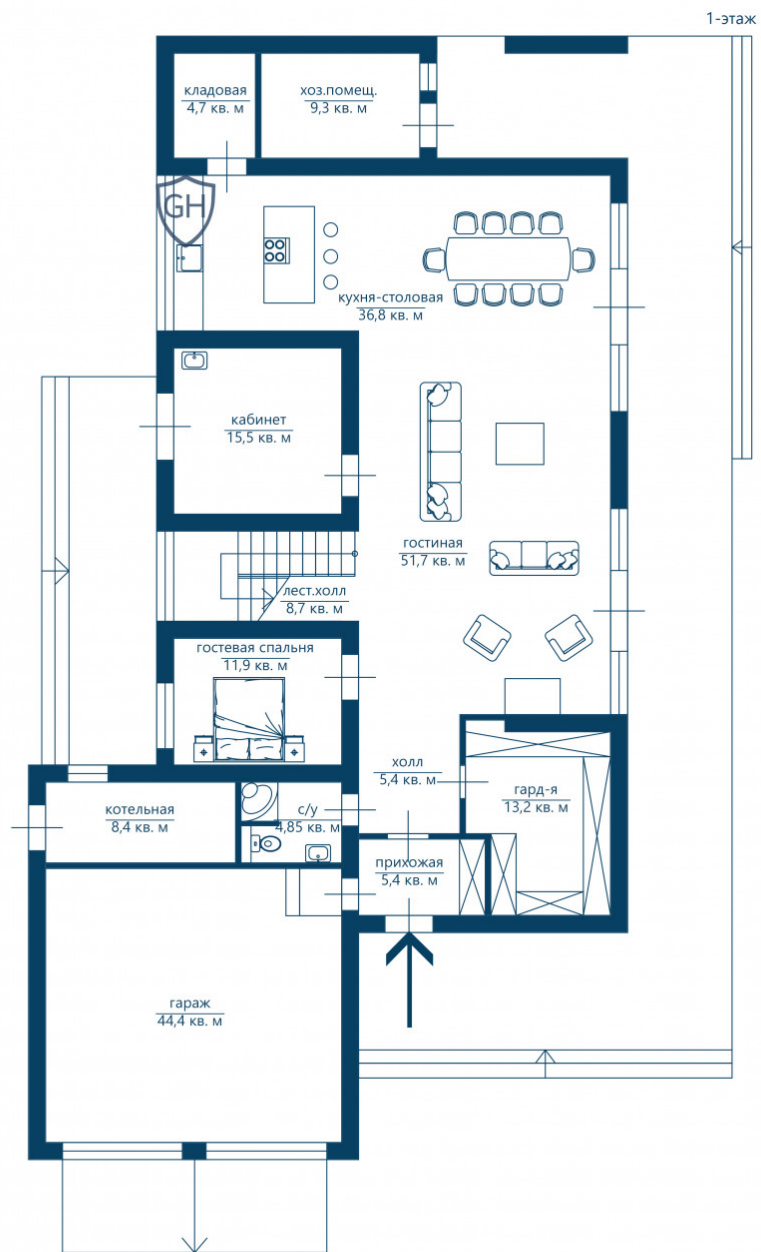 1-этаж
кладовая
4,7 кв. м
хоз.помещ.
9,3 кв. м
GH
кухня-столовая
36,8 кв. м
кабинет
15,5 кв. м
гостиная
51,7 кв. м
лест.холл
8,7 кв. м
гостевая спальня
11,9 кв. м
холл
5,4 кв. м
гард-я
13,2 кв. м
котельная
8,4 кв. м
с/у
4,85 кв. м
прихожая
5,4 кв. м
гараж
44,4 кв. м